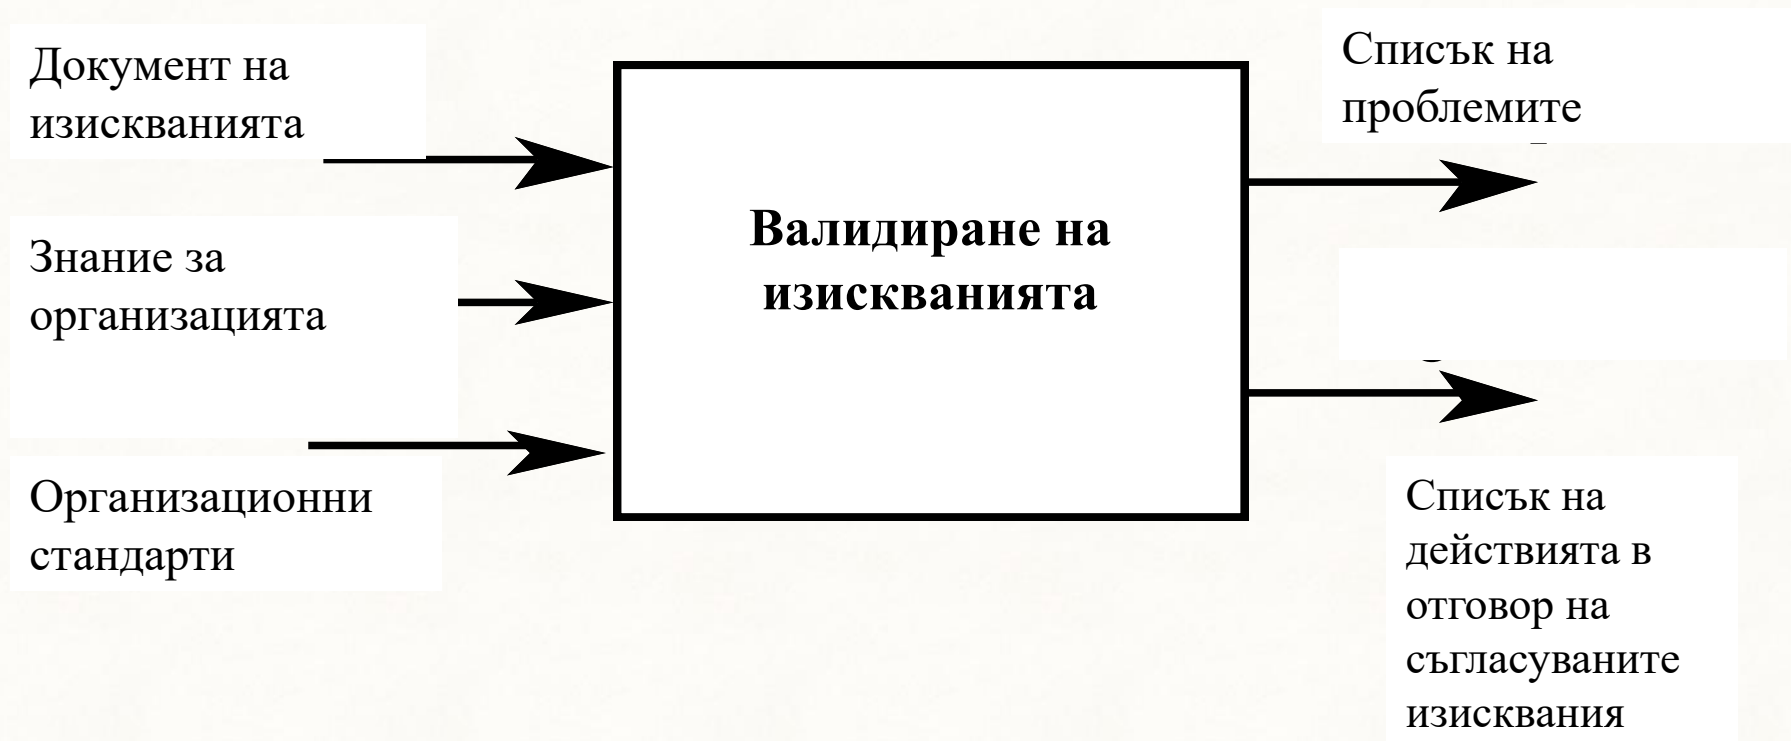 Документ на
изискванията
Знание за
организацията
Организационни
стандарти
Валидиране на
изискванията
Списък на
проблемите
Списък на
действията в
отговор на
съгласуваните
изисквания